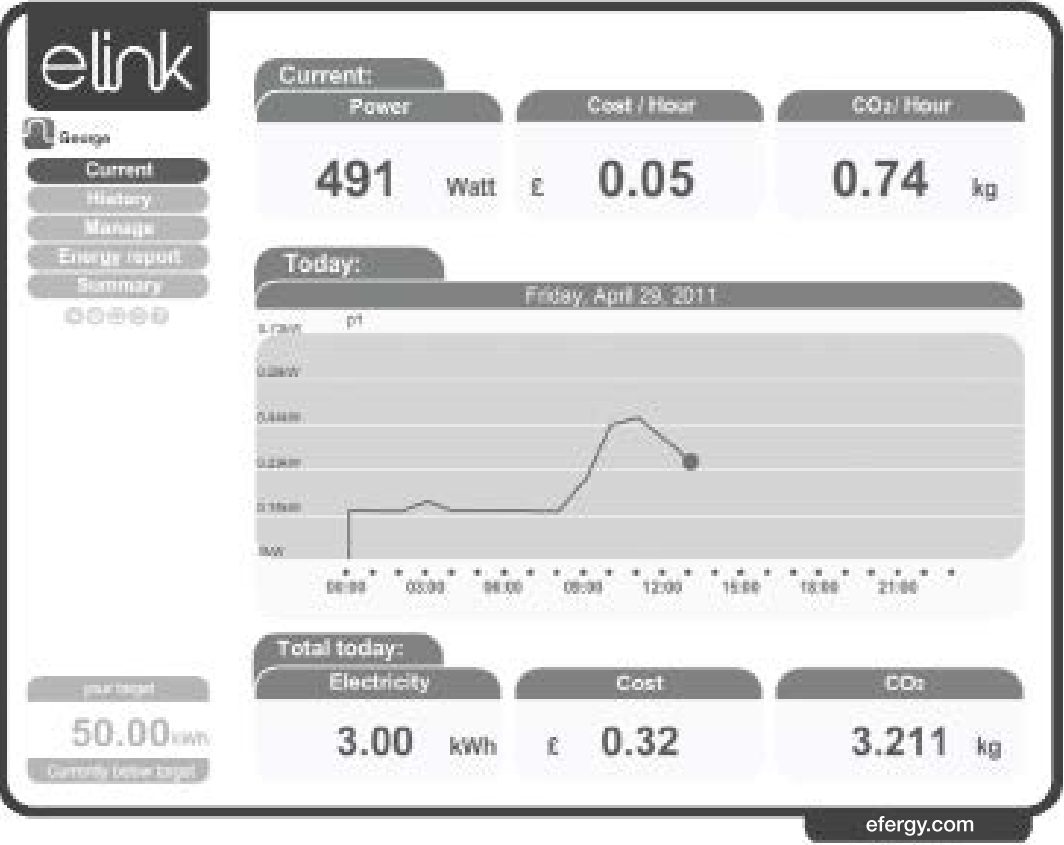 elink
George
Current
History
Manage
Energy report
Summary
Current:
Power
Cost / Hour
CO₂/ Hour
491 Watt
£ 0.05
0.74 kg
Today:
Friday, April 29, 2011
p1
0kW
00:00 03:00 06:00 09:00 12:00 15:00 18:00 21:00
Total today:
Electricity
Cost
CO₂
3.00 kWh
£ 0.32
3.211 kg
your target
50.00 kWh
Currently below target
efergy.com